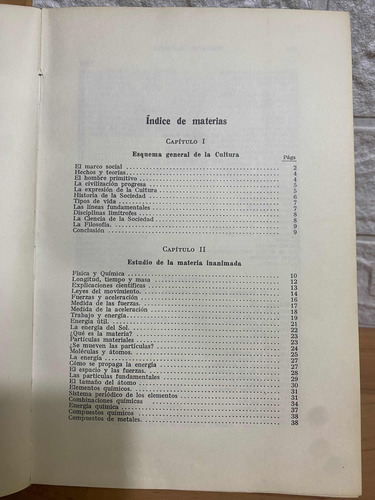 Índice de materias
CAPÍTULO I
Esquema general de la Cultura
Págs
El marco social 2
Hechos y teorías. 4
El hombre primitivo 4
La civilización progresa 5
La expresión de la Cultura 5
Historia de la Sociedad 6
Tipos de vida 7
Las líneas fundamentales 7
Disciplinas limítrofes 8
La Ciencia de la Sociedad 8
La Filosofía. 9
Conclusión 9
CAPÍTULO II
Estudio de la materia inanimada
Física y Química 10
Longitud, tiempo y masa 12
Explicaciones científicas 13
Leyes del movimiento. 14
Fuerzas y aceleración 16
Medida de las fuerzas. 17
Medida de la aceleración 18
Trabajo y energía 19
Energía útil. 21
La energía del Sol. 22
¿Qué es la materia? 23
Partículas materiales 23
¿Se mueven las partículas? 24
Moléculas y átomos. 25
La energía 27
Cómo se propaga la energía 27
El espacio y las fuerzas. 28
Las partículas fundamentales 29
El tamaño del átomo 30
Elementos químicos. 31
Sistema periódico de los elementos 31
Combinaciones químicas 34
Energía química 37
Compuestos químicos 38
Compuestos de metales. 38